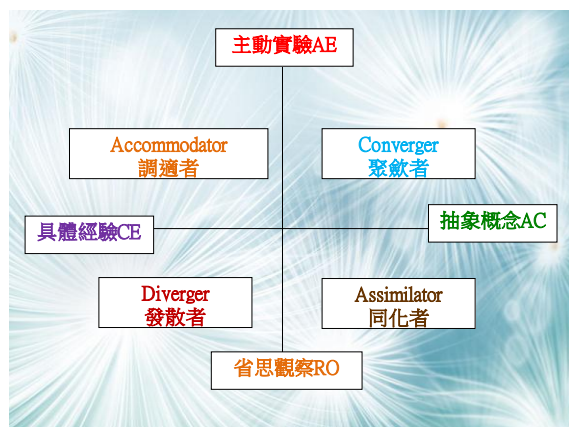 主動實驗AE
Accommodator
調適者
Converger
聚歛者
具體經驗CE
抽象概念AC
Diverger
發散者
Assimilator
同化者
省思觀察RO